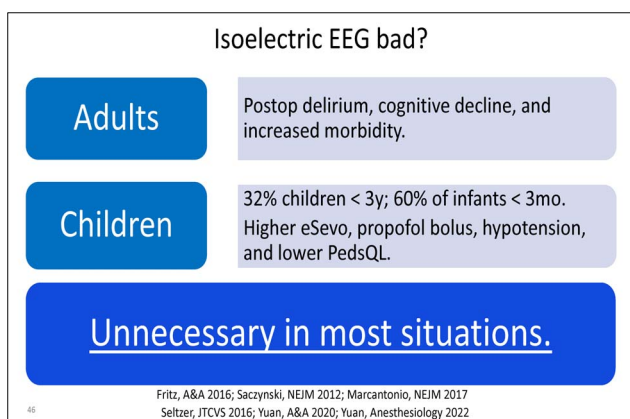 Isoelectric EEG bad?
Adults
Postop delirium, cognitive decline, and
increased morbidity.
Children
32% children < 3y; 60% of infants < 3mo.
Higher eSevo, propofol bolus, hypotension,
and lower PedsQL.
Unnecessary in most situations.
Fritz, A&A 2016; Saczynski, NEJM 2012; Marcantonio, NEJM 2017
Seltzer, JTCVS 2016; Yuan, A&A 2020; Yuan, Anesthesiology 2022
46